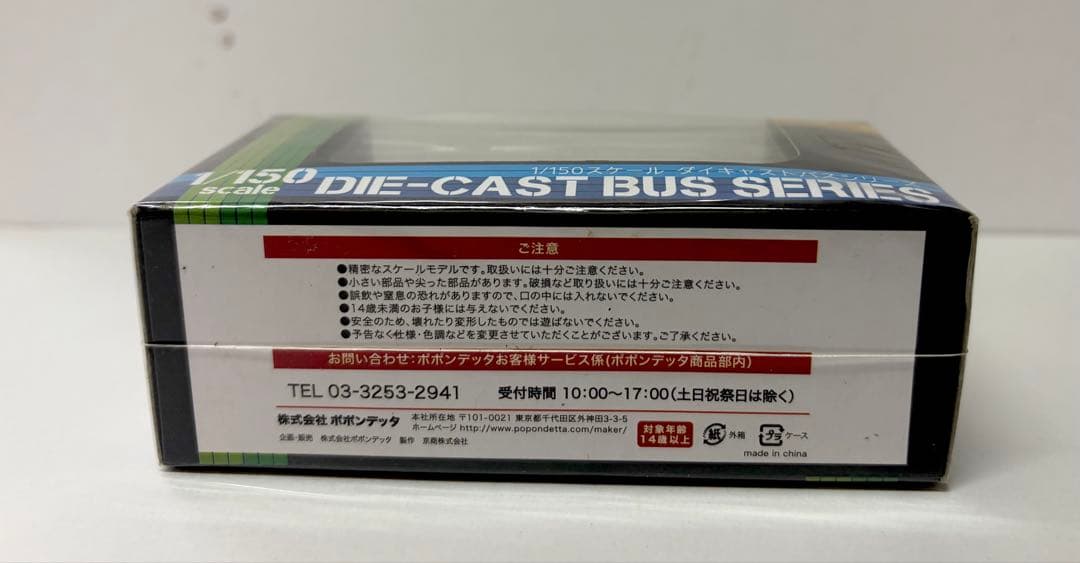 1/150スケール ダイキャストバスシリー
1/150
scale
DIE-CAST BUS SERIES
ご注意
●精密なスケールモデルです。取扱いには十分ご注意ください。
●小さい部品や尖った部品があります。破損など取り扱いには十分ご注意ください。
●誤飲や窒息の恐れがありますので、口の中には入れないでください。
●14歳未満のお子様には与えないでください。
●安全のため、壊れたり変形したものでは遊ばないでください。
●予告なく仕様・色調などを変更させていただくことがございます。ご了承ください。
お問い合わせ:ポポンデッタお客様サービス係(ポポンデッタ商品部内)
TEL 03-3253-2941 受付時間 10:00〜17:00(土日祝祭日は除く)
株式会社 ポポンデッタ
本社所在地 〒101-0021 東京都千代田区外神田3-3-5
ホームページ http://www.popondetta.com/maker/
企画・販売 株式会社ポポンデッタ 製作 京商株式会社
対象年齢
14歳以上
紙 外箱
プラ ケース
made in china